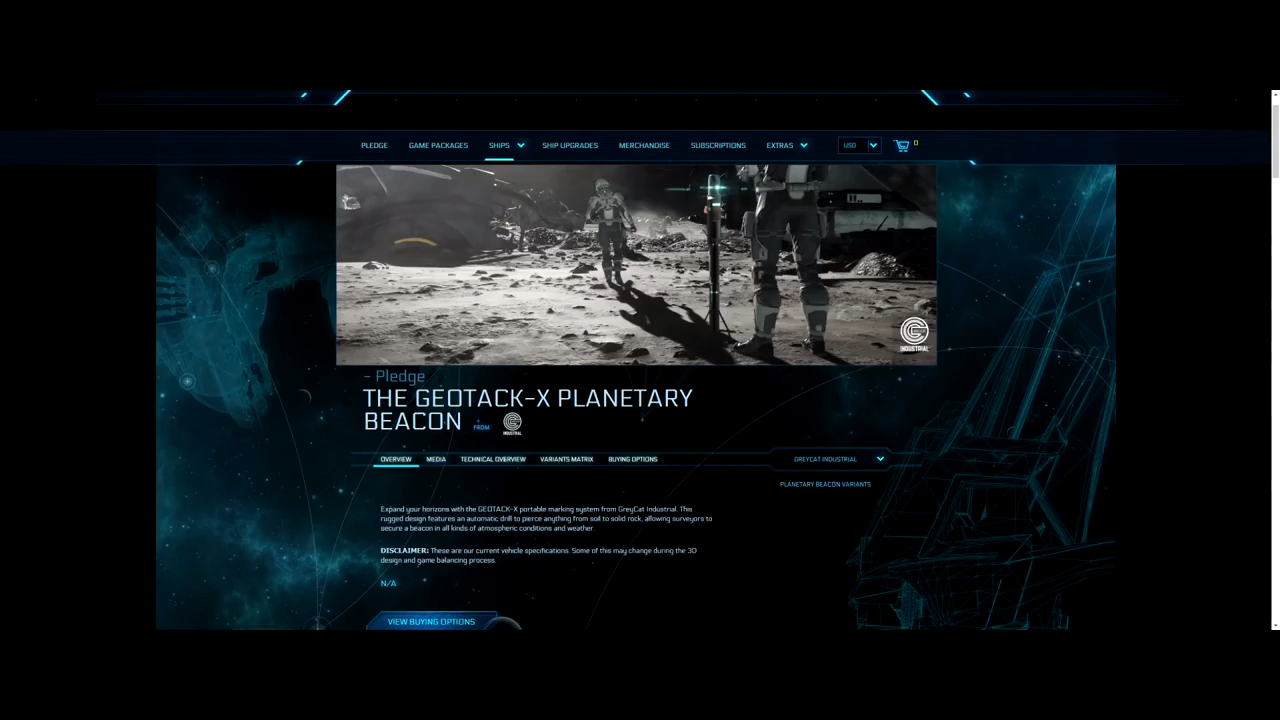 PLEDGE GAME PACKAGES SHIPS SHIP UPGRADES MERCHANDISE SUBSCRIPTIONS EXTRAS USD 0
INDUSTRIAL
– Pledge
THE GEOTACK-X PLANETARY
BEACON FROM INDUSTRIAL
OVERVIEW MEDIA TECHNICAL OVERVIEW VARIANTS MATRIX BUYING OPTIONS GREYCAT INDUSTRIAL
PLANETARY BEACON VARIANTS
Expand your horizons with the GEOTACK-X portable marking system from GreyCat Industrial. This
rugged design features an automatic drill to pierce anything from soil to solid rock, allowing surveyors to
secure a beacon in all kinds of atmospheric conditions and weather.
DISCLAIMER: These are our current vehicle specifications. Some of this may change during the 3D
design and game balancing process.
N/A
VIEW BUYING OPTIONS